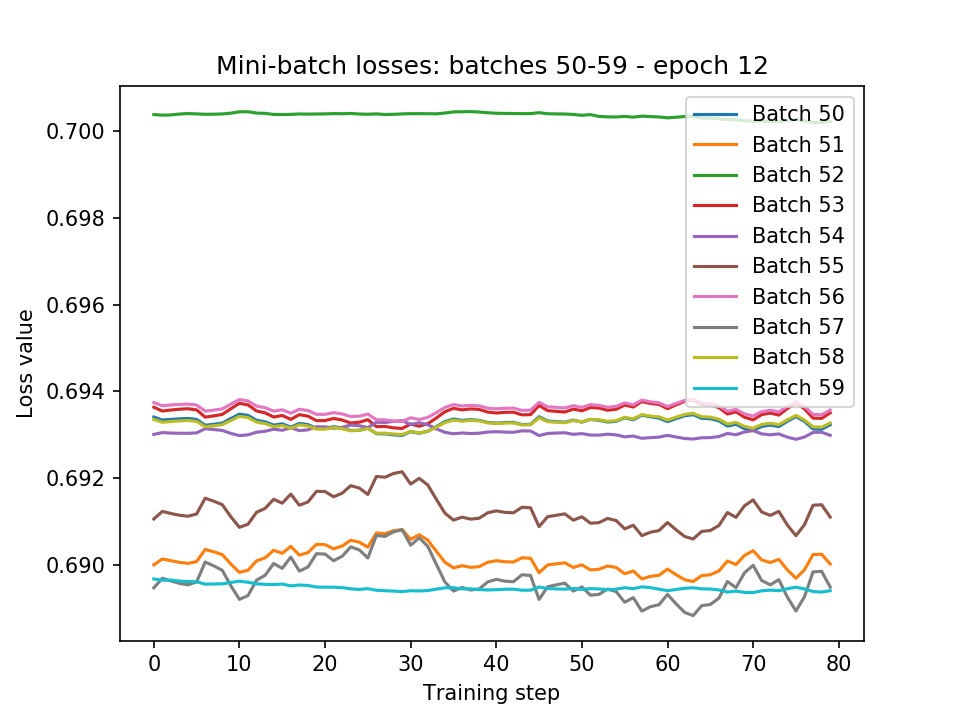 Mini-batch losses: batches 50-59 - epoch 12
Loss value
0.700
0.698
0.696
0.694
0.692
0.690
Batch 50
Batch 51
Batch 52
Batch 53
Batch 54
Batch 55
Batch 56
Batch 57
Batch 58
Batch 59
0 10 20 30 40 50 60 70 80
Training step